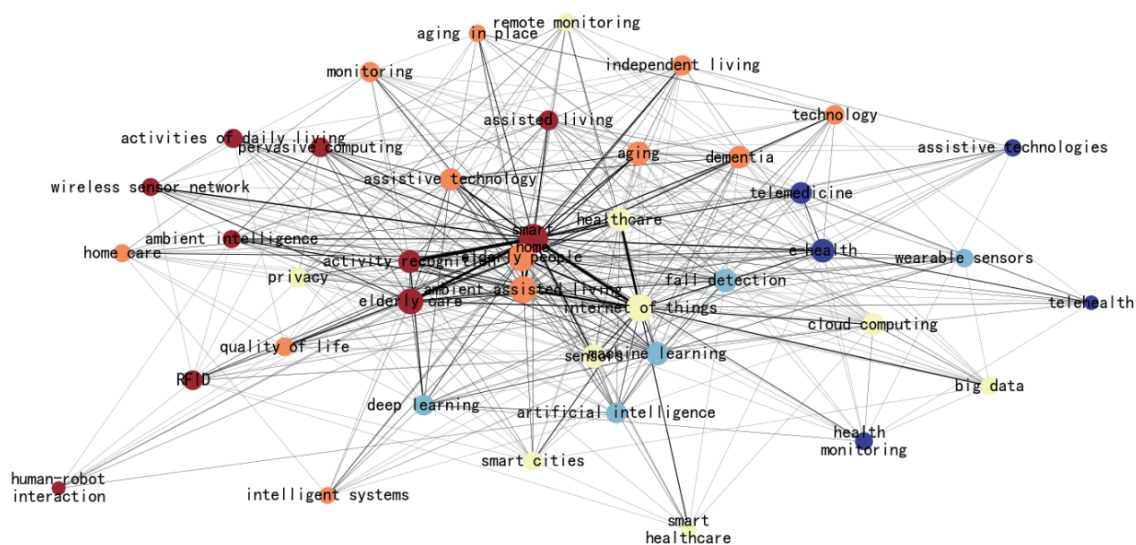 remote monitoring
aging in place
independent living
monitoring
technology
assisted living
activities of daily living
pervasive computing
assistive technologies
aging
dementia
assistive technology
wireless sensor network
telemedicine
healthcare
smart
home
ambient intelligence
home care
e-health
elderly people
wearable sensors
activity recognition
privacy
fall detection
ambient assisted living
elderly care
internet of things
telehealth
cloud computing
quality of life
sensors
machine learning
RFID
big data
deep learning
artificial intelligence
health
monitoring
smart cities
human-robot
interaction
intelligent systems
smart
healthcare